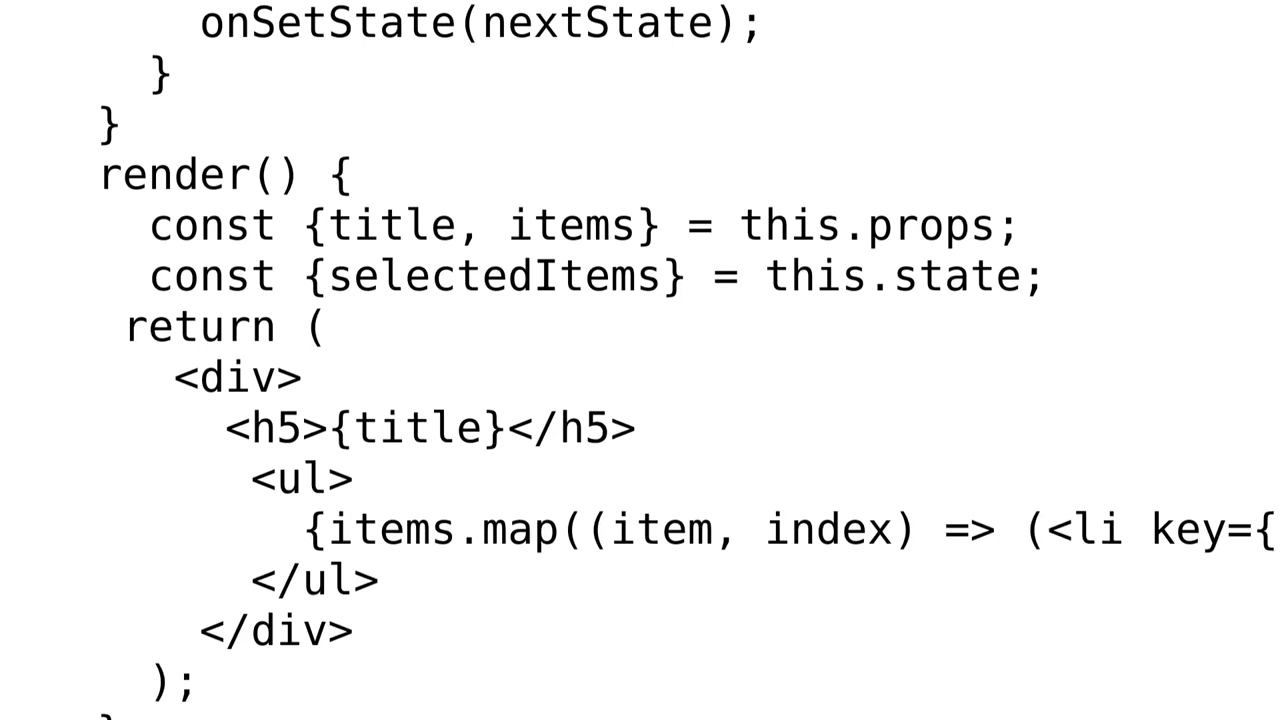 onSetState(nextState);
}
}
render() {
const {title, items} = this.props;
const {selectedItems} = this.state;
return (
<div>
<h5>{title}</h5>
<ul>
{items.map((item, index) => (<li key={
</ul>
</div>
);
}